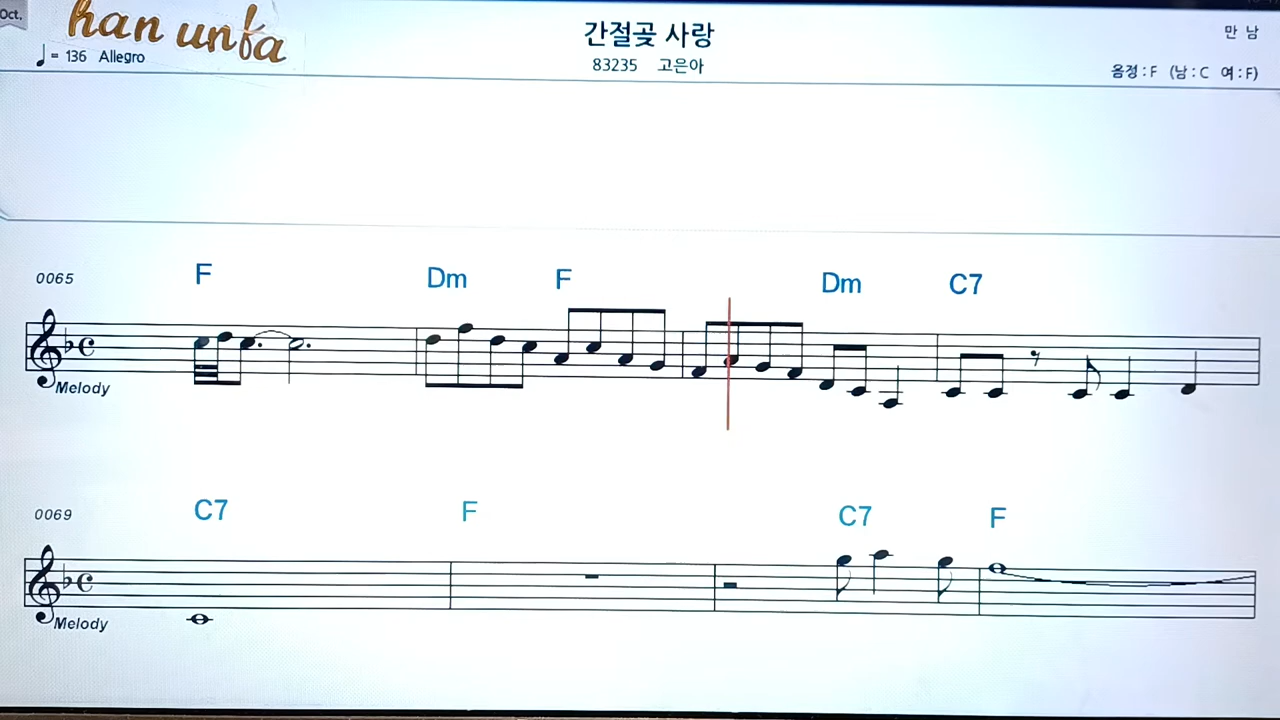 Oct.
han unfa
간절곶 사랑
만 남
= 136 Allegro
83235 고은아
음정 : F (남 : C 여 : F)
0065
F Dm F Dm C7
Melody
0069
C7 F C7 F
Melody